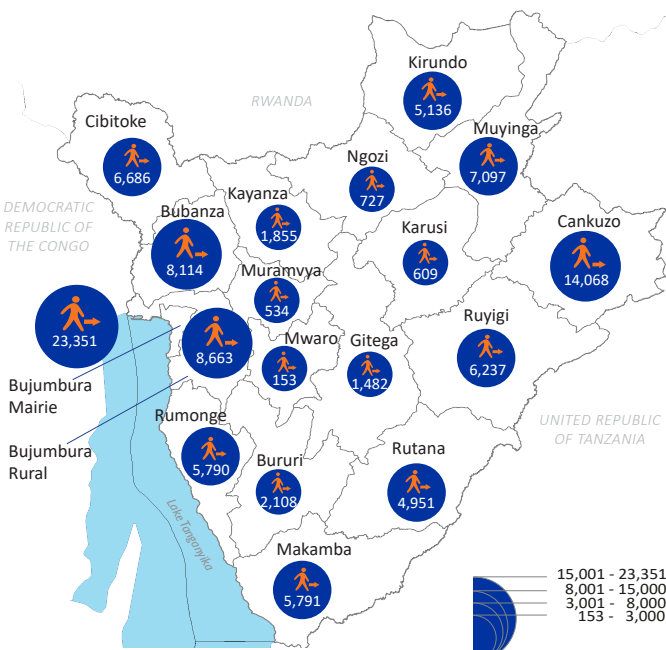 Kirundo
5,136
RWANDA
Cibitoke
6,686
Muyinga
7,097
Ngozi
727
Kayanza
1,855
DEMOCRATIC
REPUBLIC OF
THE CONGO
Bubanza
8,114
Karusi
609
Cankuzo
14,068
Muramvya
534
23,351
8,663
Mwaro
153
Gitega
1,482
Ruyigi
6,237
Bujumbura
Mairie
Bujumbura
Rural
Rumonge
5,790
UNITED REPUBLIC
OF TANZANIA
Bururi
2,108
Rutana
4,951
Lake Tanganyika
Makamba
5,791
15,001 - 23,351
8,001 - 15,000
3,001 - 8,000
153 - 3,000